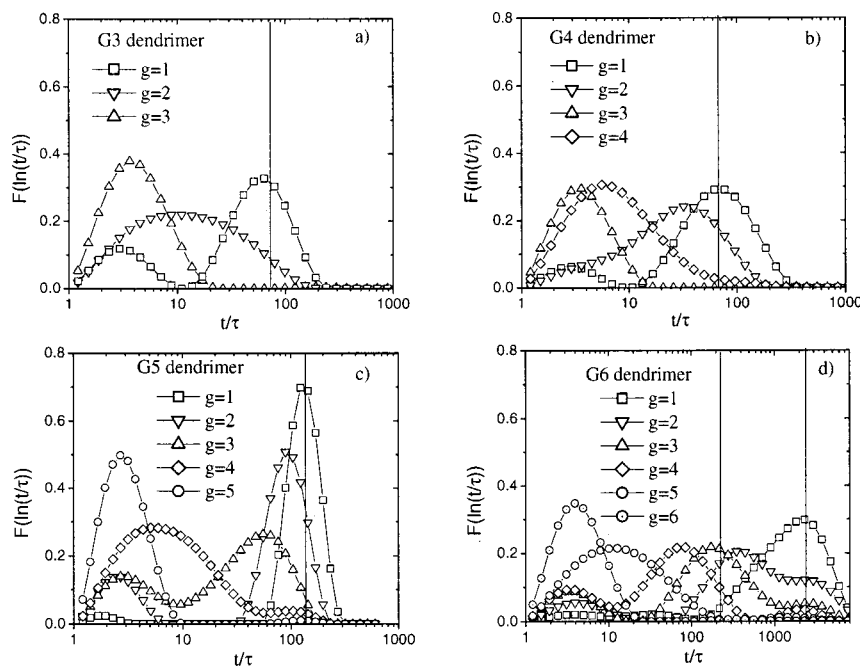 G3 dendrimer
a)
g=1
g=2
g=3
F(ln(t/τ))
0.8
0.6
0.4
0.2
0.0
1
10
100
1000
t/τ
G4 dendrimer
b)
g=1
g=2
g=3
g=4
F(ln(t/τ))
0.8
0.6
0.4
0.2
0.0
1
10
100
1000
t/τ
G5 dendrimer
c)
g=1
g=2
g=3
g=4
g=5
F(ln(t/τ))
0.8
0.6
0.4
0.2
0.0
1
10
100
1000
t/τ
G6 dendrimer
d)
g=1
g=2
g=3
g=4
g=5
g=6
F(ln(t/τ))
0.8
0.6
0.4
0.2
0.0
1
10
100
1000
t/τ